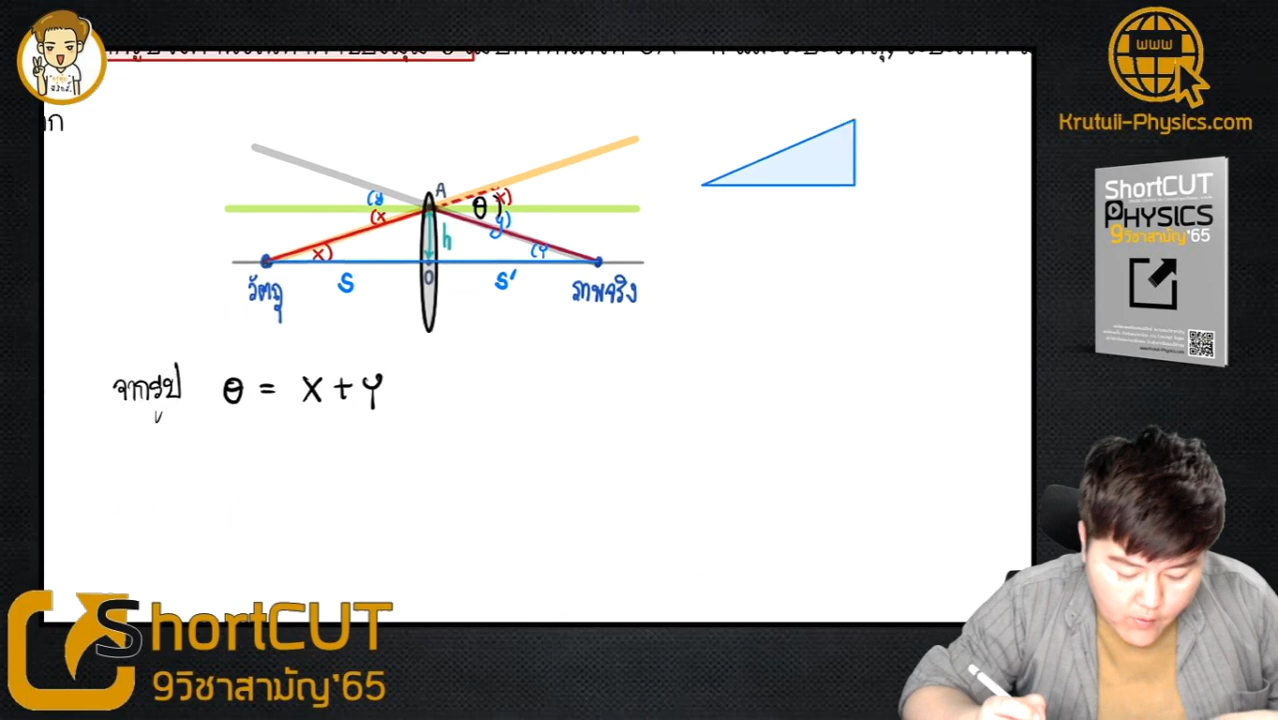 www
Krutuii-Physics.com
าก
ShortCUT
PHYSICS
9วิชาสามัญ'65
A
(y
x)
θ)
(x
y)
h
x)
(Y
O
S
S'
วัตถุ
ภาพจริง
จากรูป θ = X + Y
ShortCUT
9วิชาสามัญ'65